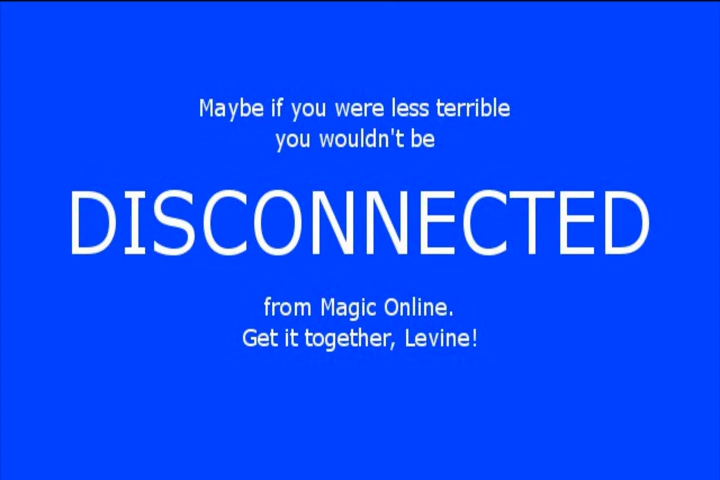 Maybe if you were less terrible
you wouldn't be
DISCONNECTED
from Magic Online.
Get it together, Levine!